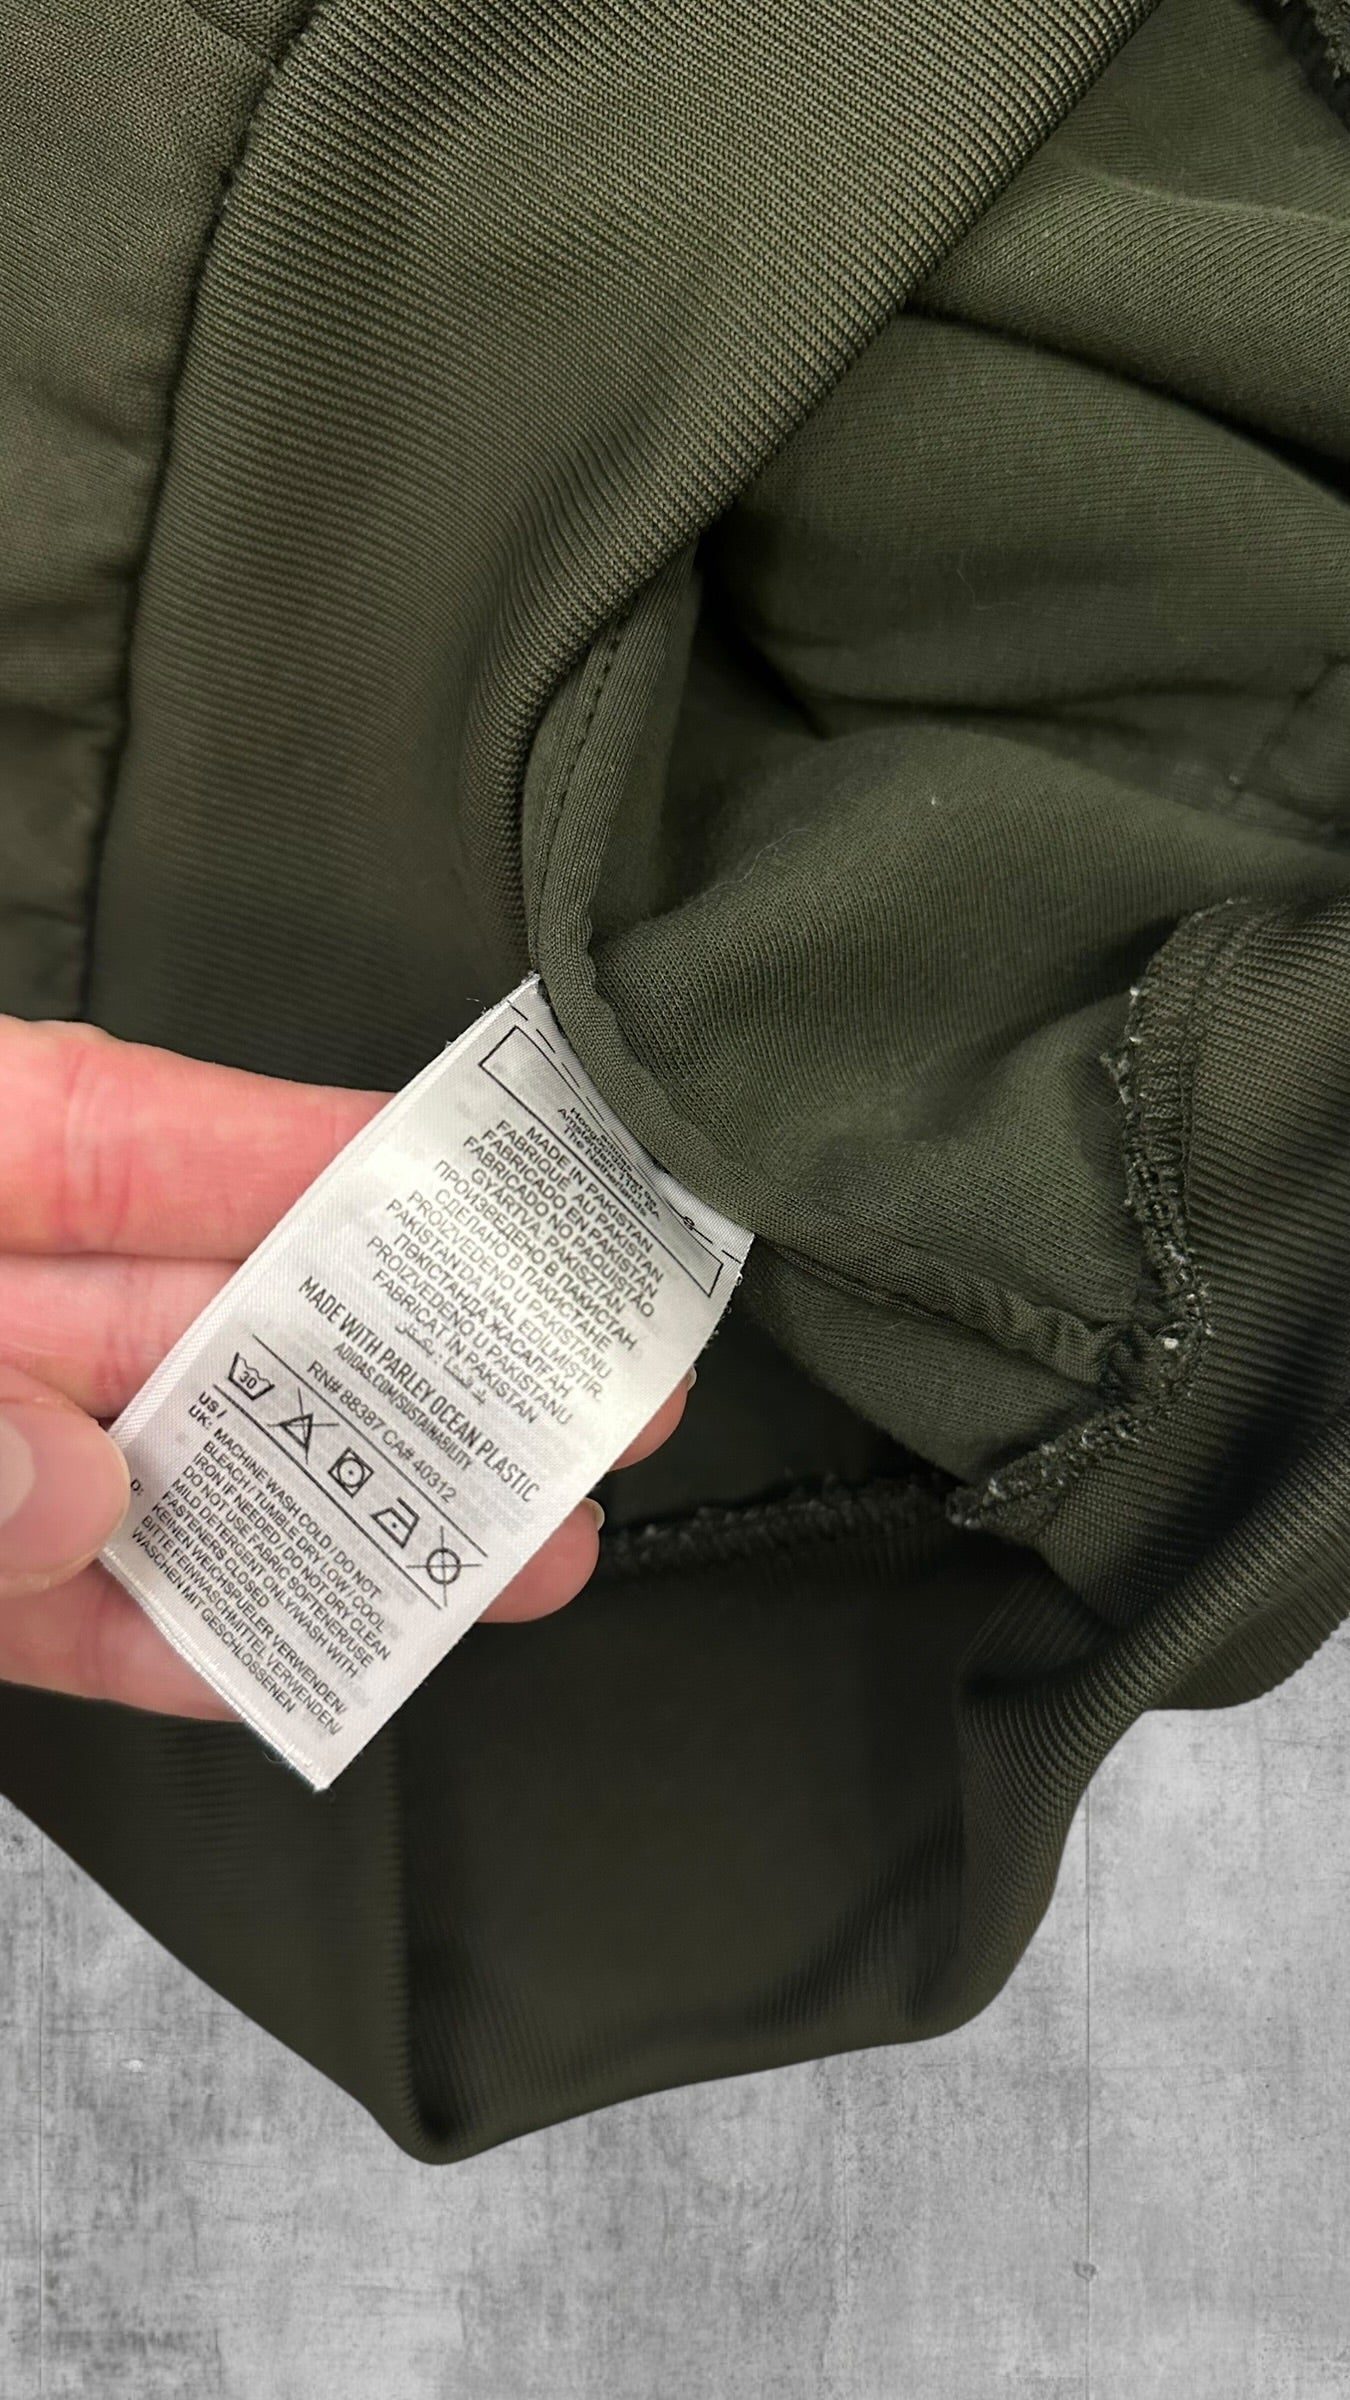 MADE IN PAKISTAN
FABRIQUÉ AU PAKISTAN
FABRICADO EN PAKISTÁN
FABRICADO NO PAQUISTÃO
GYÁRTVA: PAKISZTÁN
ПРОИЗВЕДЕНО В ПАКИСТАНЕ
СДЕЛАНО В ПАКИСТАН
PAKISTAN'DA İMAL EDİLMİŞTİR.
PROIZVEDENO U PAKISTANU
ПӘКІСТАНДА ЖАСАЛҒАН
PROIZVEDENO U PAKISTANU
FABRICAT ÎN PAKISTAN
MADE WITH PARLEY OCEAN PLASTIC
ADIDAS.COM/SUSTAINABILITY
RN# 88387 CA# 40312
30
US/
UK: MACHINE WASH COLD / DO NOT
BLEACH / TUMBLE DRY LOW / COOL
IRON IF NEEDED / DO NOT DRY CLEAN
DO NOT USE FABRIC SOFTENER/USE
MILD DETERGENT ONLY/WASH WITH
FASTENERS CLOSED
D: KEINEN WEICHSPÜLER VERWENDEN/
BITTE FEINWASCHMITTEL VERWENDEN/
WASCHEN MIT GESCHLOSSENEN